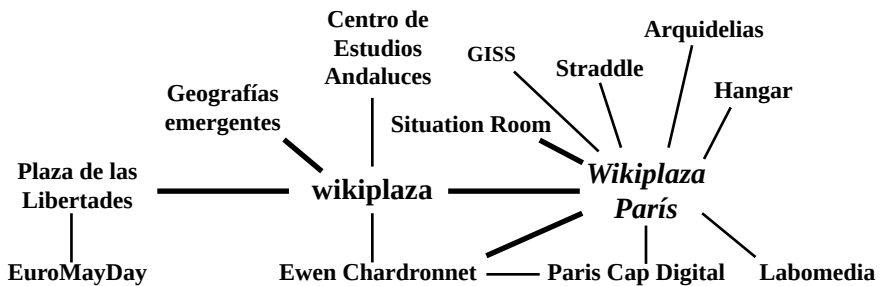 Centro de
Estudios
Andaluces
GISS
Straddle
Arquidelias
Hangar
Geografías
emergentes
Situation Room
Plaza de las
Libertades
wikiplaza
Wikiplaza
París
EuroMayDay
Ewen Chardronnet
Paris Cap Digital
Labomedia